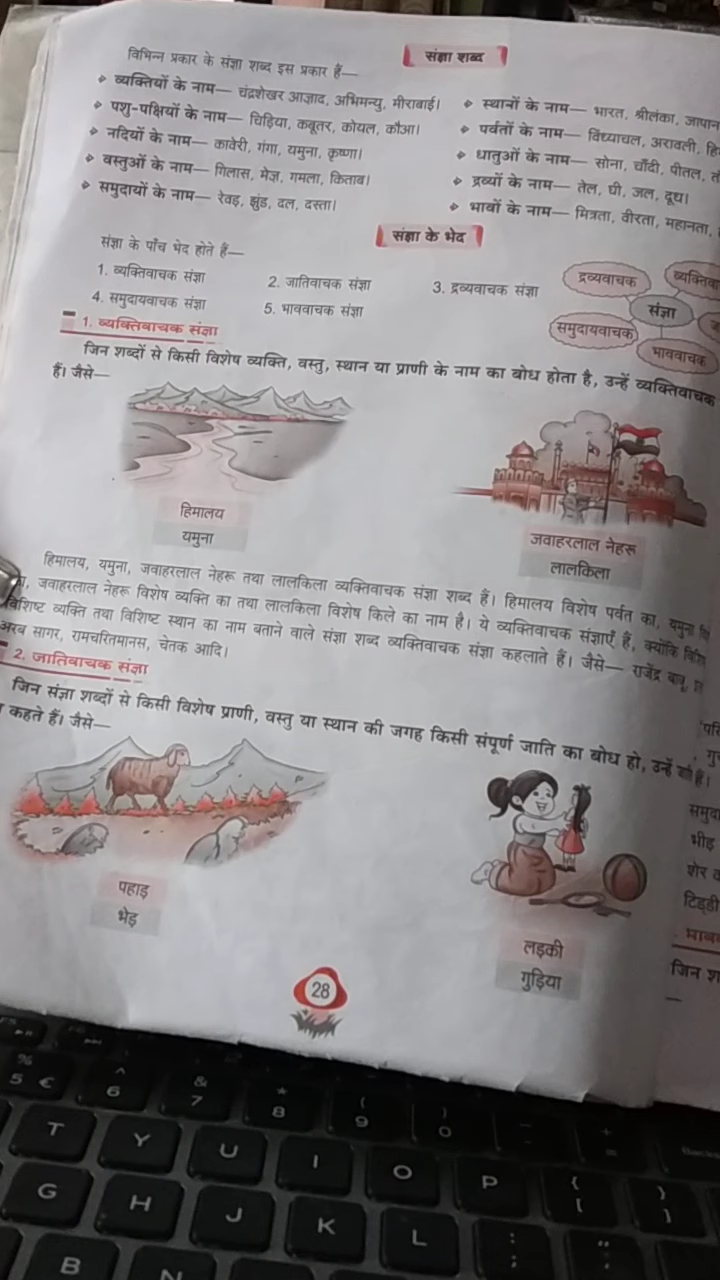 संज्ञा शब्द
विभिन्न प्रकार के संज्ञा शब्द इस प्रकार हैं—
व्यक्तियों के नाम— चंद्रशेखर आज़ाद, अभिमन्यु, मीराबाई।
पशु-पक्षियों के नाम— चिड़िया, कबूतर, कोयल, कौआ।
नदियों के नाम— कावेरी, गंगा, यमुना, कृष्णा।
वस्तुओं के नाम— गिलास, मेज़, गमला, किताब।
समुदायों के नाम— रेवड़, झुंड, दल, दस्ता।
स्थानों के नाम— भारत, श्रीलंका, जापान
पर्वतों के नाम— विंध्याचल, अरावली,
धातुओं के नाम— सोना, चाँदी, पीतल,
द्रव्यों के नाम— तेल, घी, जल, दूध।
भावों के नाम— मित्रता, वीरता, महानता,
संज्ञा के भेद
संज्ञा के पाँच भेद होते हैं—
1. व्यक्तिवाचक संज्ञा 2. जातिवाचक संज्ञा 3. द्रव्यवाचक संज्ञा
4. समुदायवाचक संज्ञा 5. भाववाचक संज्ञा
द्रव्यवाचक
संज्ञा
समुदायवाचक
भाववाचक
1. व्यक्तिवाचक संज्ञा
जिन शब्दों से किसी विशेष व्यक्ति, वस्तु, स्थान या प्राणी के नाम का बोध होता है, उन्हें व्यक्तिवाचक
हैं। जैसे—
हिमालय
यमुना
जवाहरलाल नेहरू
लालकिला
हिमालय, यमुना, जवाहरलाल नेहरू तथा लालकिला व्यक्तिवाचक संज्ञा शब्द हैं। हिमालय विशेष पर्वत का, यमुना
जवाहरलाल नेहरू विशेष व्यक्ति का तथा लालकिला विशेष किले का नाम है। ये व्यक्तिवाचक संज्ञाएँ हैं, क्योंकि
विशिष्ट व्यक्ति तथा विशिष्ट स्थान का नाम बताने वाले संज्ञा शब्द व्यक्तिवाचक संज्ञा कहलाते हैं। जैसे— राजेंद्र बाबू,
अरब सागर, रामचरितमानस, चेतक आदि।
2. जातिवाचक संज्ञा
जिन संज्ञा शब्दों से किसी विशेष प्राणी, वस्तु या स्थान की जगह किसी संपूर्ण जाति का बोध हो, उन्हें
कहते हैं। जैसे—
पहाड़
भेड़
लड़की
गुड़िया
28
भीड़
टिड्डी
जिन
% 5 €
^ 6
& 7
* 8
( 9
) 0
T Y U I O P { [ } ]
G H J K L : ;
B N